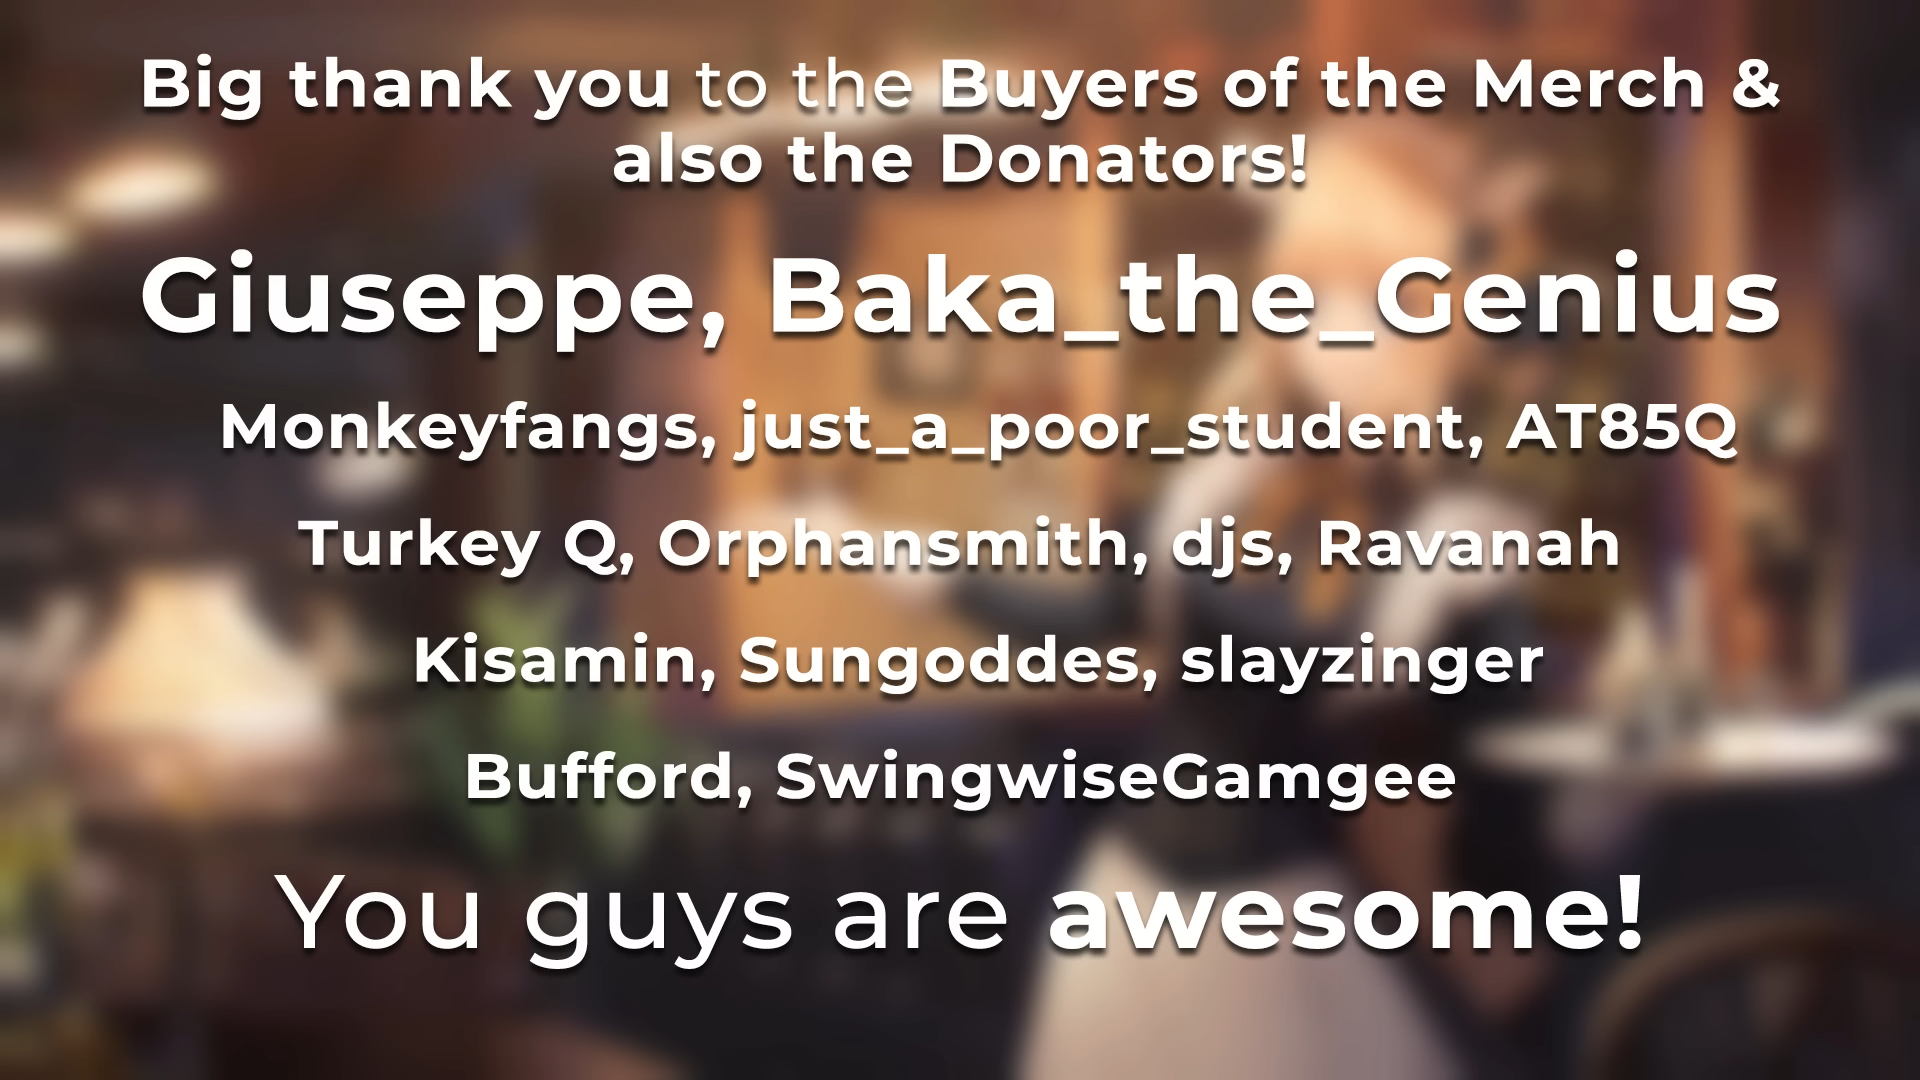 Big thank you to the Buyers of the Merch &
also the Donators!
Giuseppe, Baka_the_Genius
Monkeyfangs, just_a_poor_student, AT85Q
Turkey Q, Orphansmith, djs, Ravanah
Kisamin, Sungoddes, slayzinger
Bufford, SwingwiseGamgee
You guys are awesome!